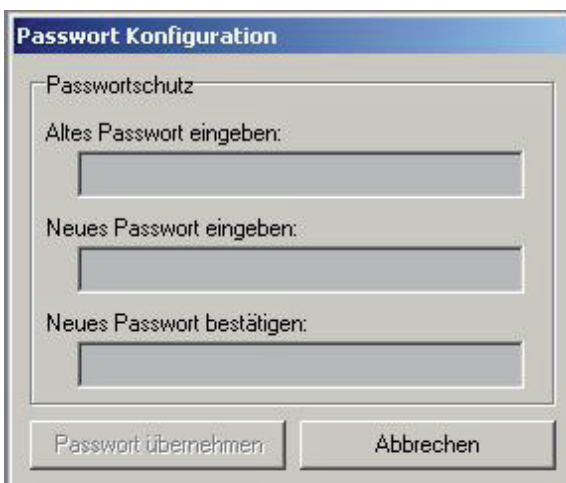 Passwort Konfiguration
Passwortschutz
Altes Passwort eingeben:
Neues Passwort eingeben:
Neues Passwort bestätigen:
Passwort übernehmen
Abbrechen